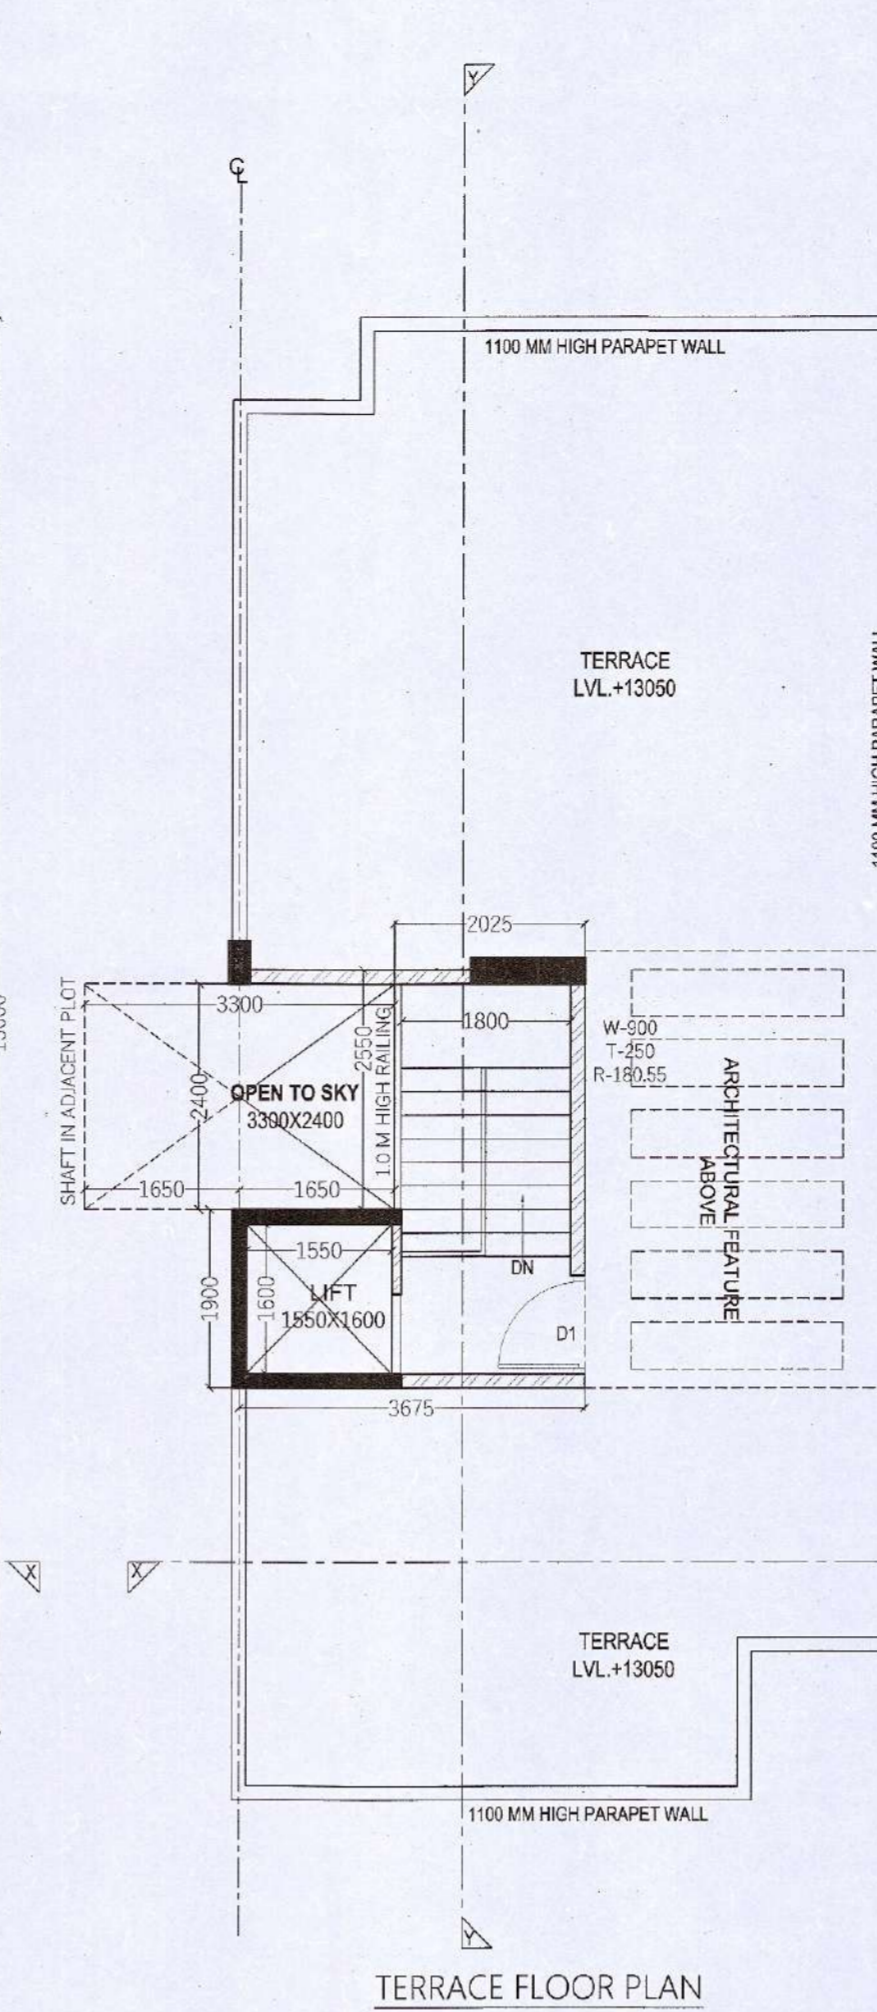 Y
CL
1100 MM HIGH PARAPET WALL
TERRACE
LVL.+13050
2025
3300
1800
W-900
T-250
R-180.55
2550
1.0 M HIGH RAILING
2400
SHAFT IN ADJACENT PLOT
OPEN TO SKY
3300X2400
ARCHITECTURAL FEATURE
ABOVE
1650
1650
1550
DN
LIFT
1550X1600
1900
1600
D1
3675
X
X
TERRACE
LVL.+13050
1100 MM HIGH PARAPET WALL
Y
TERRACE FLOOR PLAN